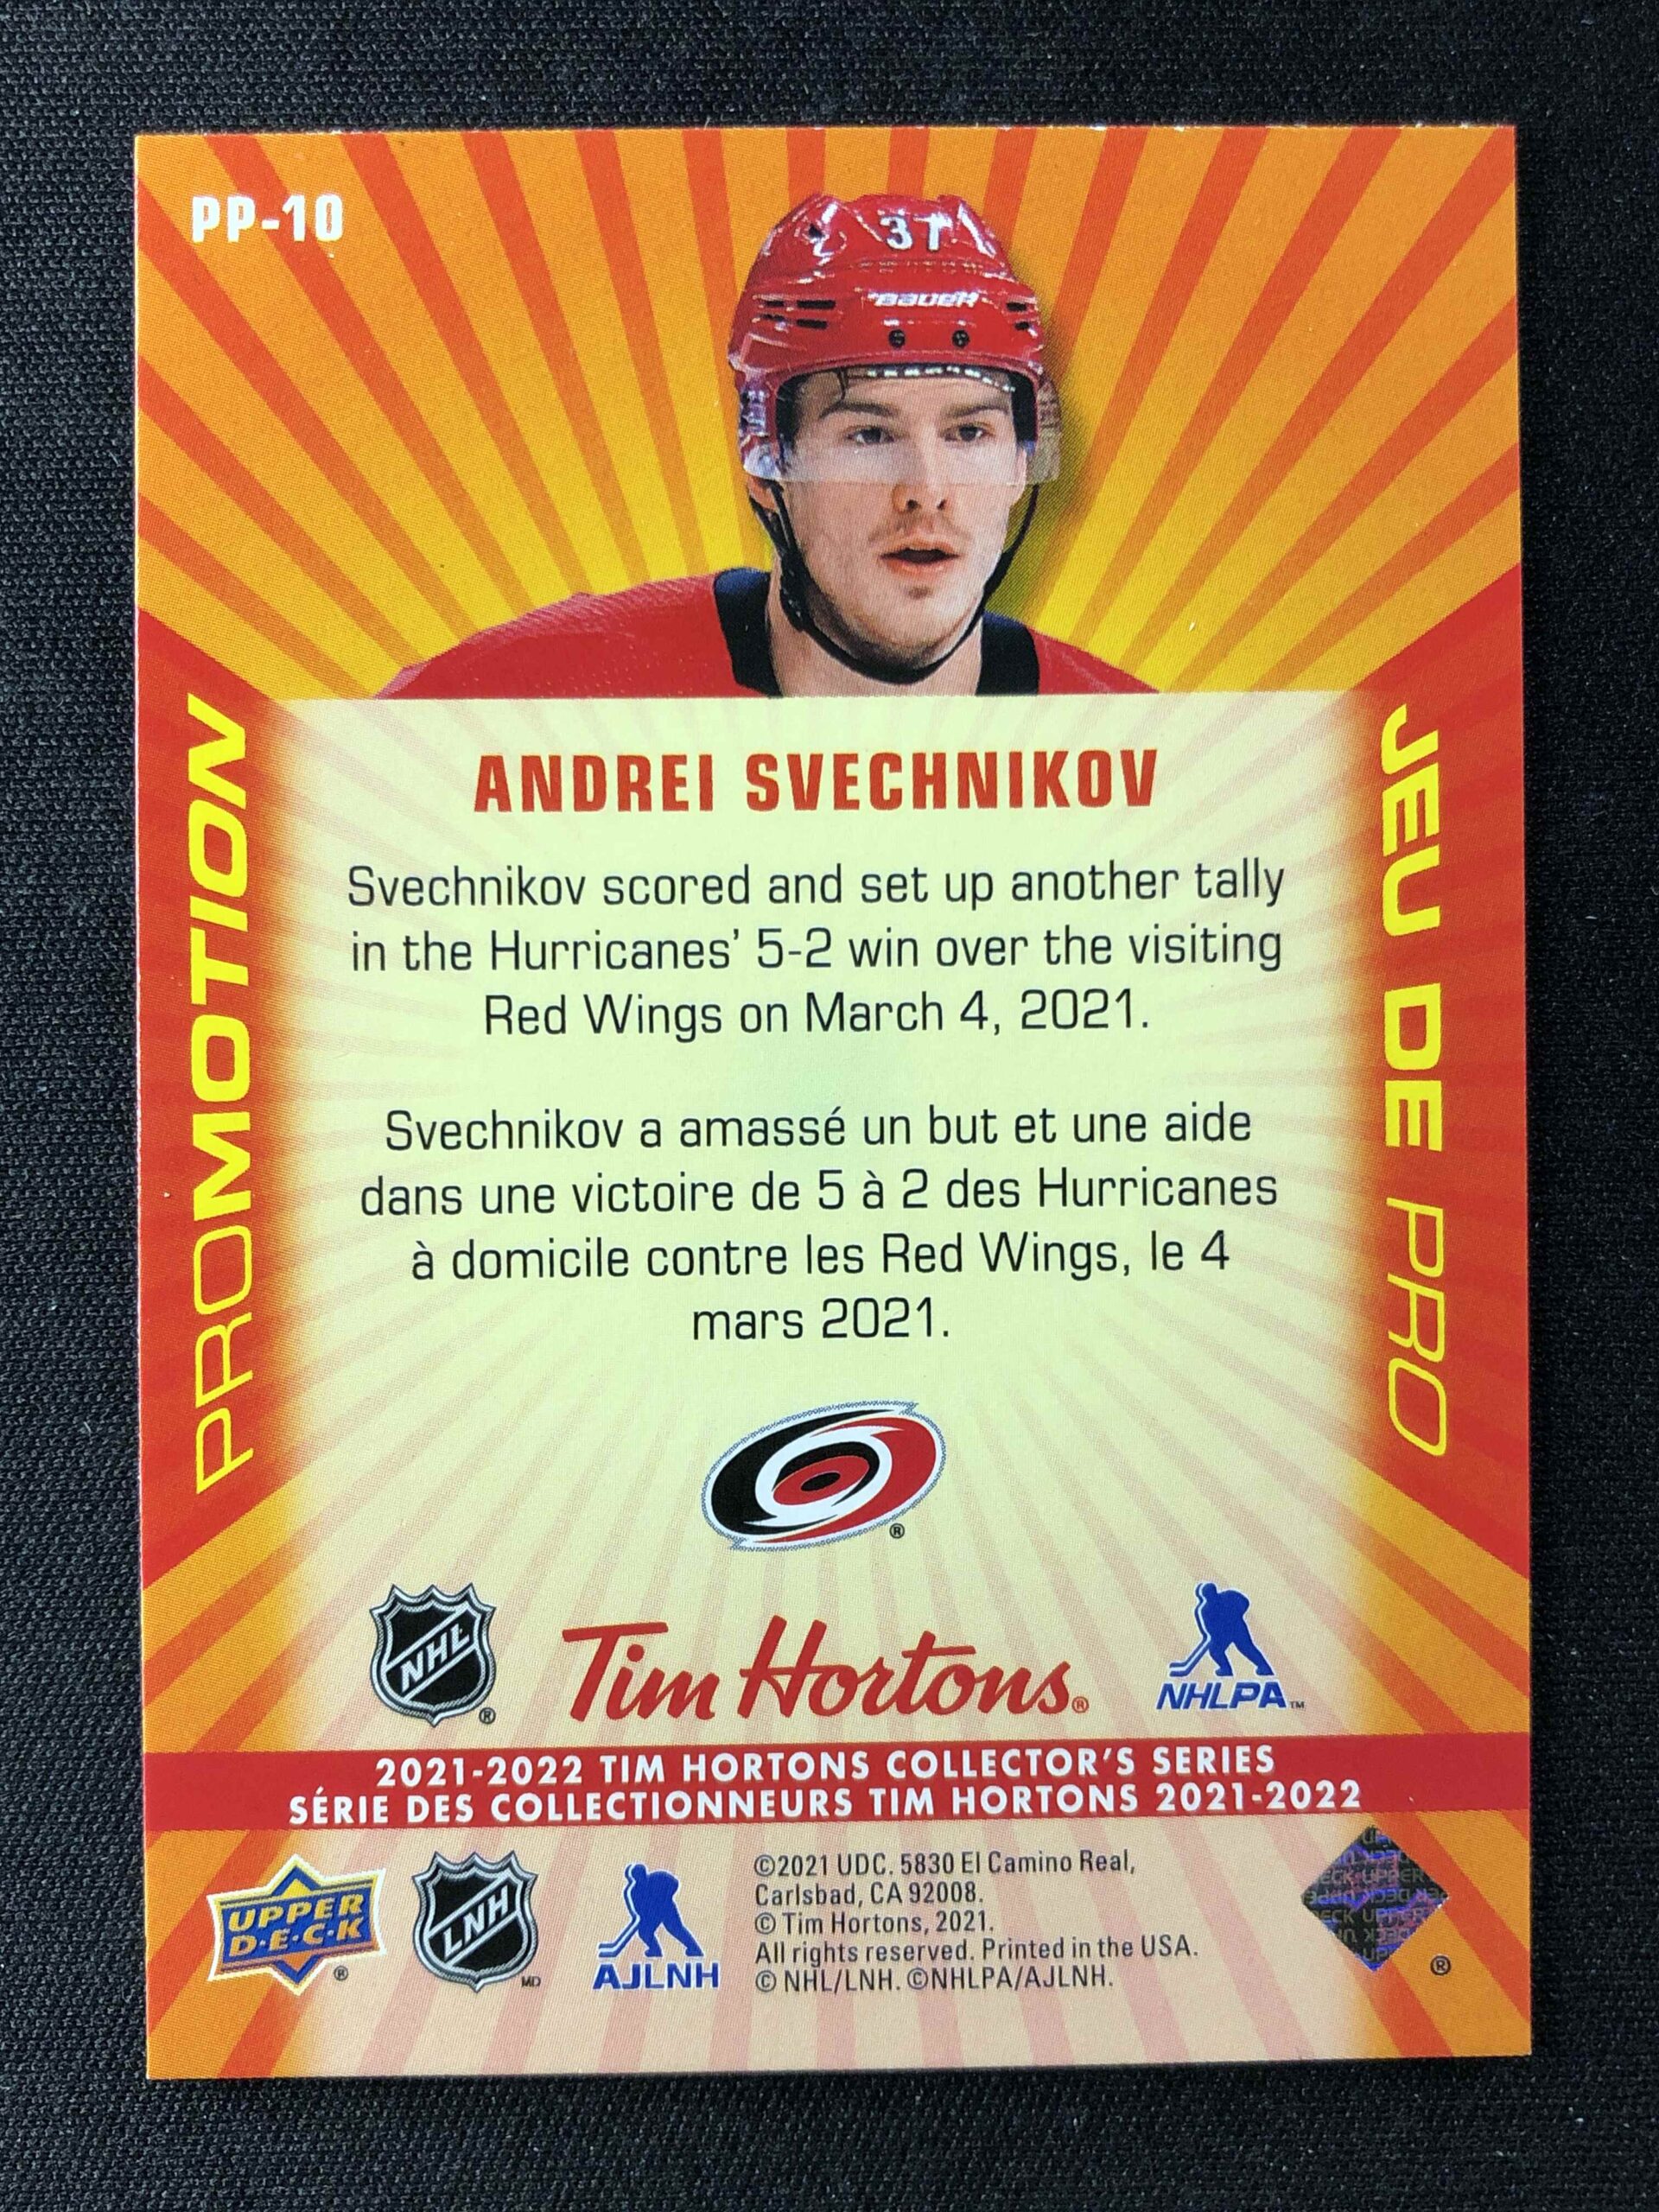 PP-10
37
BAUER
ANDREI SVECHNIKOV
Svechnikov scored and set up another tally
in the Hurricanes' 5-2 win over the visiting
Red Wings on March 4, 2021.
Svechnikov a amassé un but et une aide
dans une victoire de 5 à 2 des Hurricanes
à domicile contre les Red Wings, le 4
mars 2021.
PROMOTION
JEU DE PRO
®
NHL ®
Tim Hortons®
NHLPA™
2021-2022 TIM HORTONS COLLECTOR'S SERIES
SÉRIE DES COLLECTIONNEURS TIM HORTONS 2021-2022
UPPER
D·E·C·K
®
LNH
MD
AJLNH
©2021 UDC. 5830 El Camino Real,
Carlsbad, CA 92008.
© Tim Hortons, 2021.
All rights reserved. Printed in the USA.
© NHL/LNH. ©NHLPA/AJLNH.
®